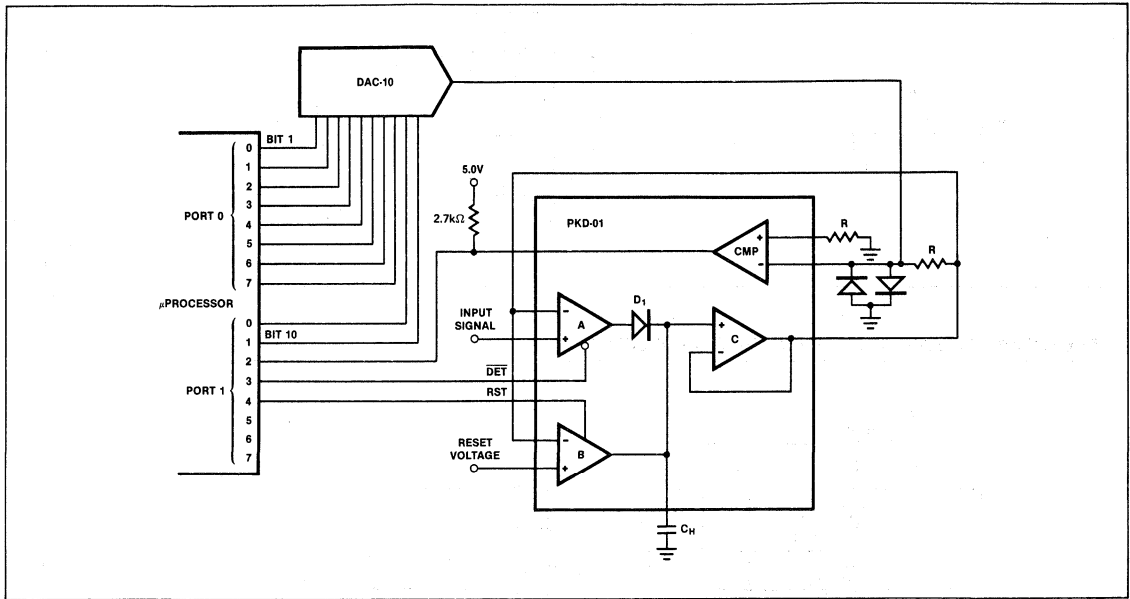 DAC-10
BIT 1
0
1
2
3
4
5
6
7
PORT 0
μPROCESSOR
0
1
2
3
4
5
6
7
PORT 1
BIT 10
5.0V
2.7kΩ
PKD-01
CMP
+
−
R
R
INPUT
SIGNAL
−
A
+
D₁
+
C
−
DET
RST
RESET
VOLTAGE
−
B
+
C_H